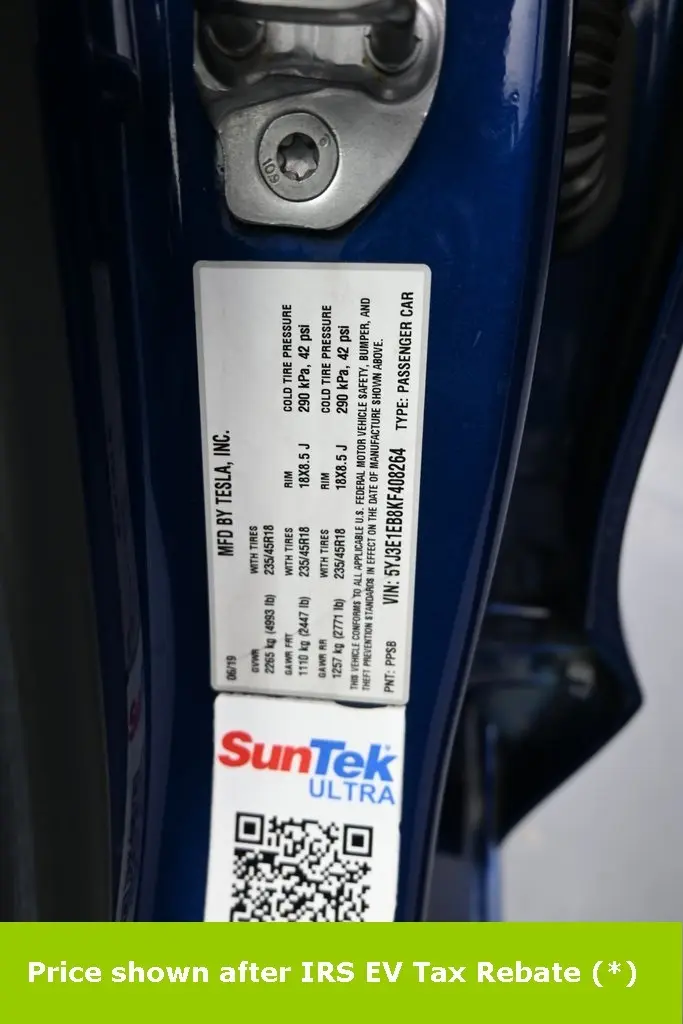 10.9
MFD BY TESLA, INC.
06/19
GVWR WITH TIRES
2265 kg (4993 lb) 235/45R18
GAWR FRT WITH TIRES RIM COLD TIRE PRESSURE
1110 kg (2447 lb) 235/45R18 18X8.5 J 290 kPa, 42 psi
GAWR RR WITH TIRES RIM COLD TIRE PRESSURE
1257 kg (2771 lb) 235/45R18 18X8.5 J 290 kPa, 42 psi
THIS VEHICLE CONFORMS TO ALL APPLICABLE U.S. FEDERAL MOTOR VEHICLE SAFETY, BUMPER, AND
THEFT PREVENTION STANDARDS IN EFFECT ON THE DATE OF MANUFACTURE SHOWN ABOVE.
PNT: PPSB VIN: 5YJ3E1EB8KF408264 TYPE: PASSENGER CAR
SunTek
ULTRA
Price shown after IRS EV Tax Rebate (*)